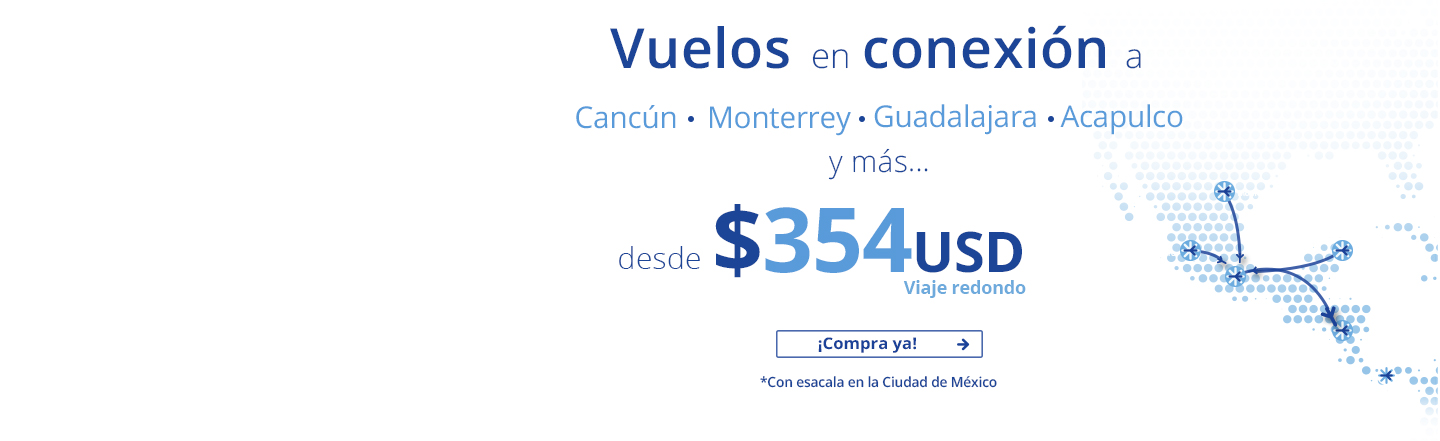 Vuelos en conexión a
Cancún • Monterrey • Guadalajara • Acapulco
y más...
desde $354USD
Viaje redondo
¡Compra ya! →
*Con esacala en la Ciudad de México